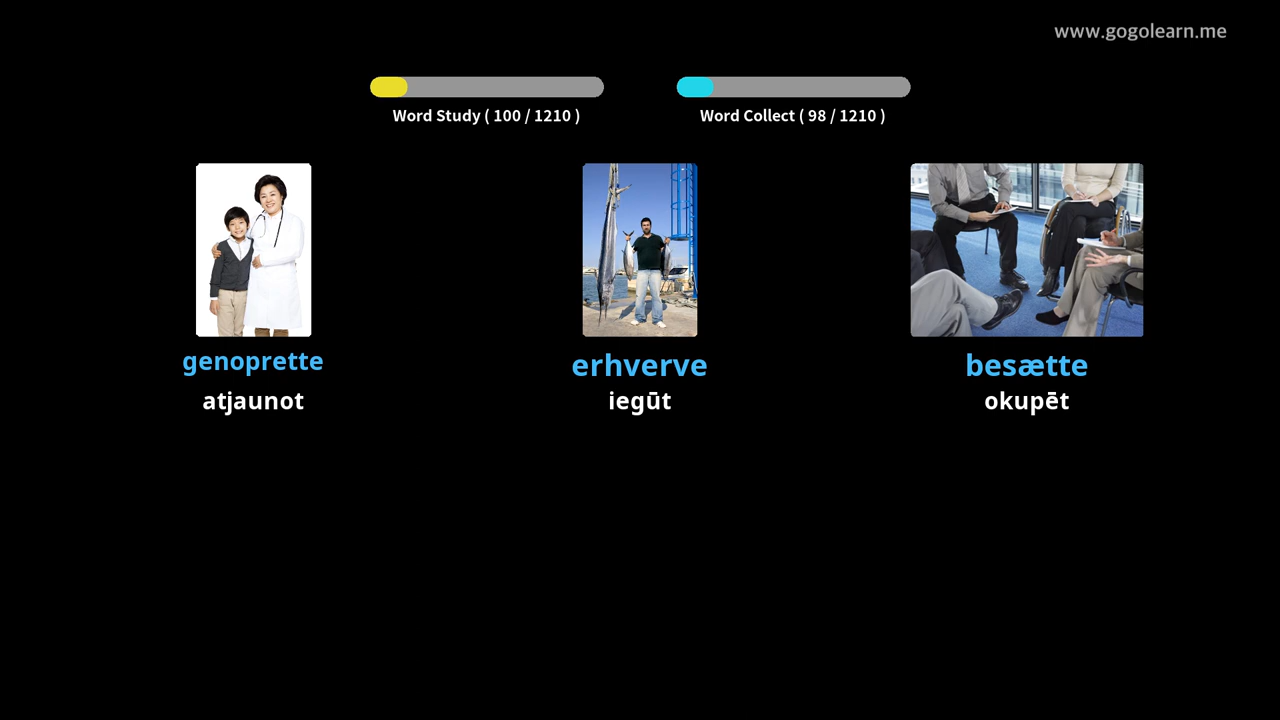 www.gogolearn.me
Word Study ( 100 / 1210 )
Word Collect ( 98 / 1210 )
genoprette
erhverve
besætte
atjaunot
iegūt
okupēt